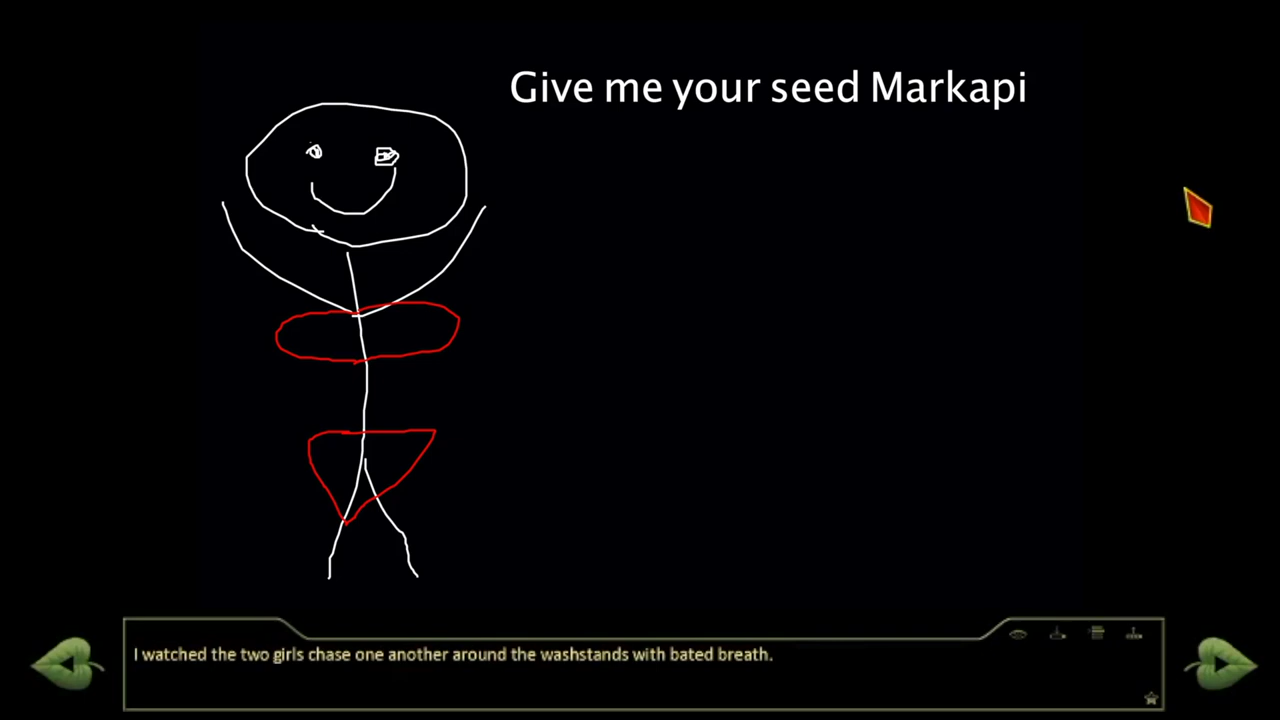 Give me your seed Markapi
I watched the two girls chase one another around the washstands with bated breath.